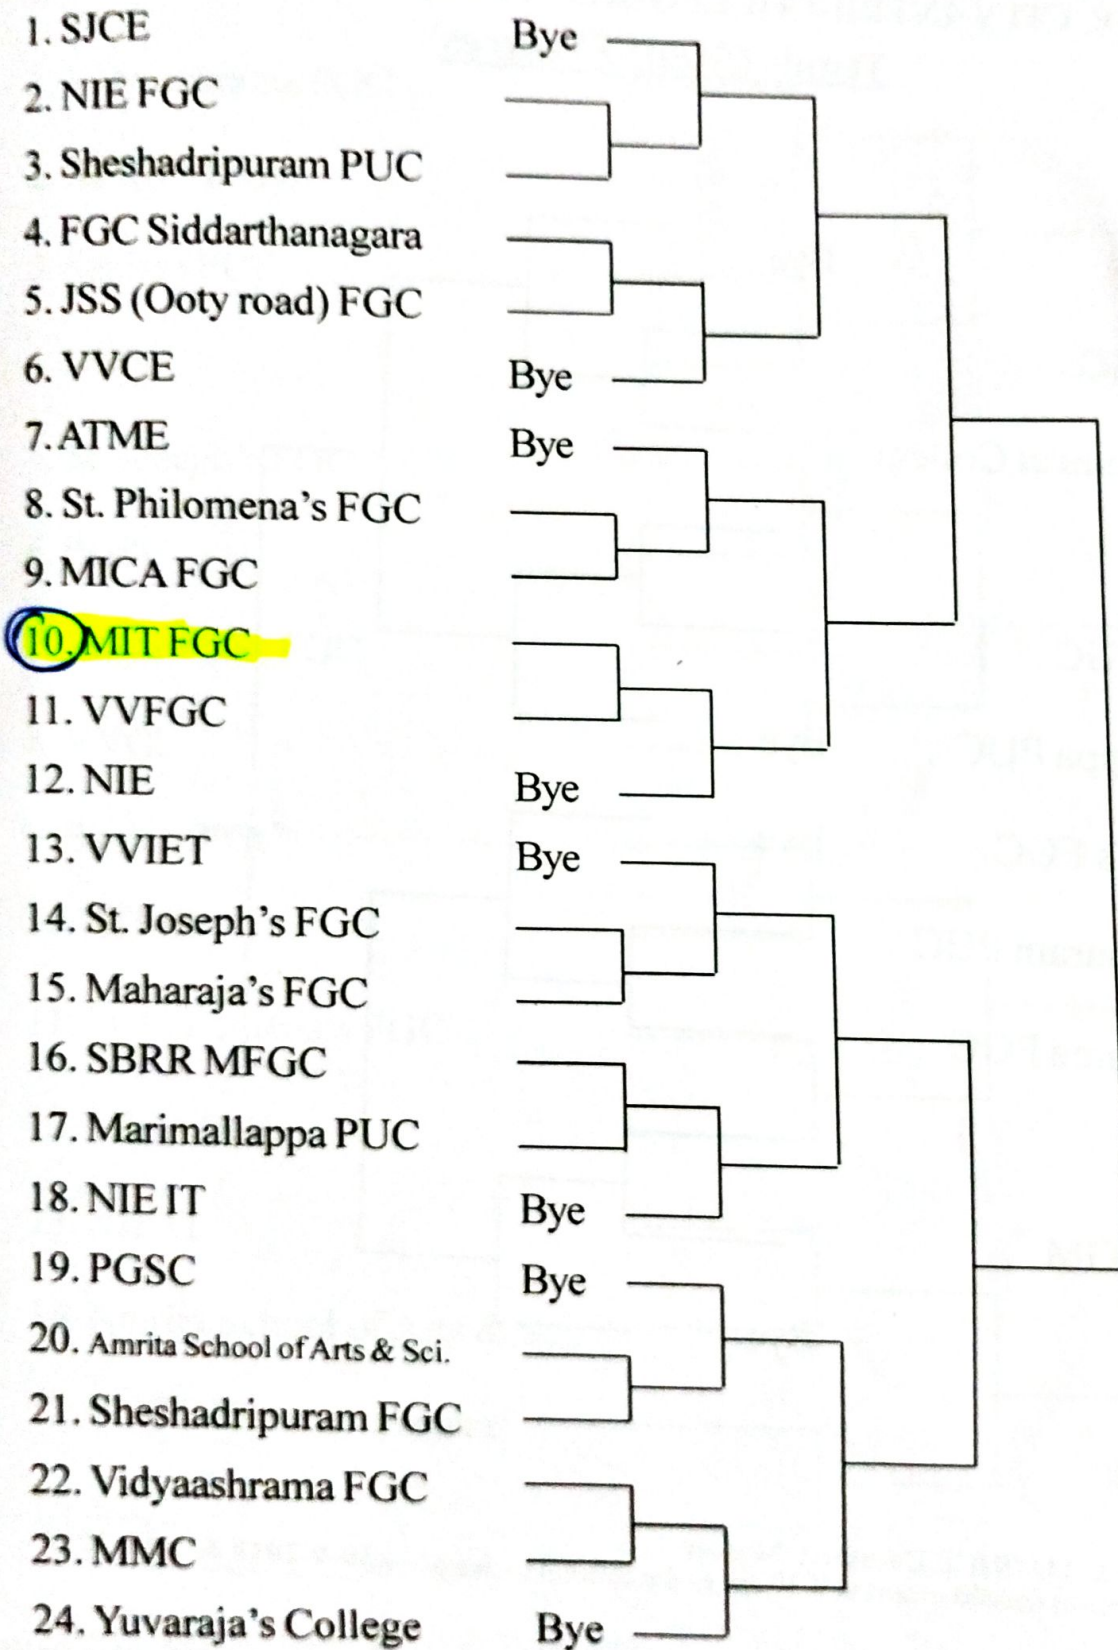 1. SJCE Bye
2. NIE FGC
3. Sheshadripuram PUC
4. FGC Siddarthanagara
5. JSS (Ooty road) FGC
6. VVCE Bye
7. ATME Bye
8. St. Philomena's FGC
9. MICA FGC
10. MIT FGC
11. VVFGC
12. NIE Bye
13. VVIET Bye
14. St. Joseph's FGC
15. Maharaja's FGC
16. SBRR MFGC
17. Marimallappa PUC
18. NIE IT Bye
19. PGSC Bye
20. Amrita School of Arts & Sci.
21. Sheshadripuram FGC
22. Vidyaashrama FGC
23. MMC
24. Yuvaraja's College Bye